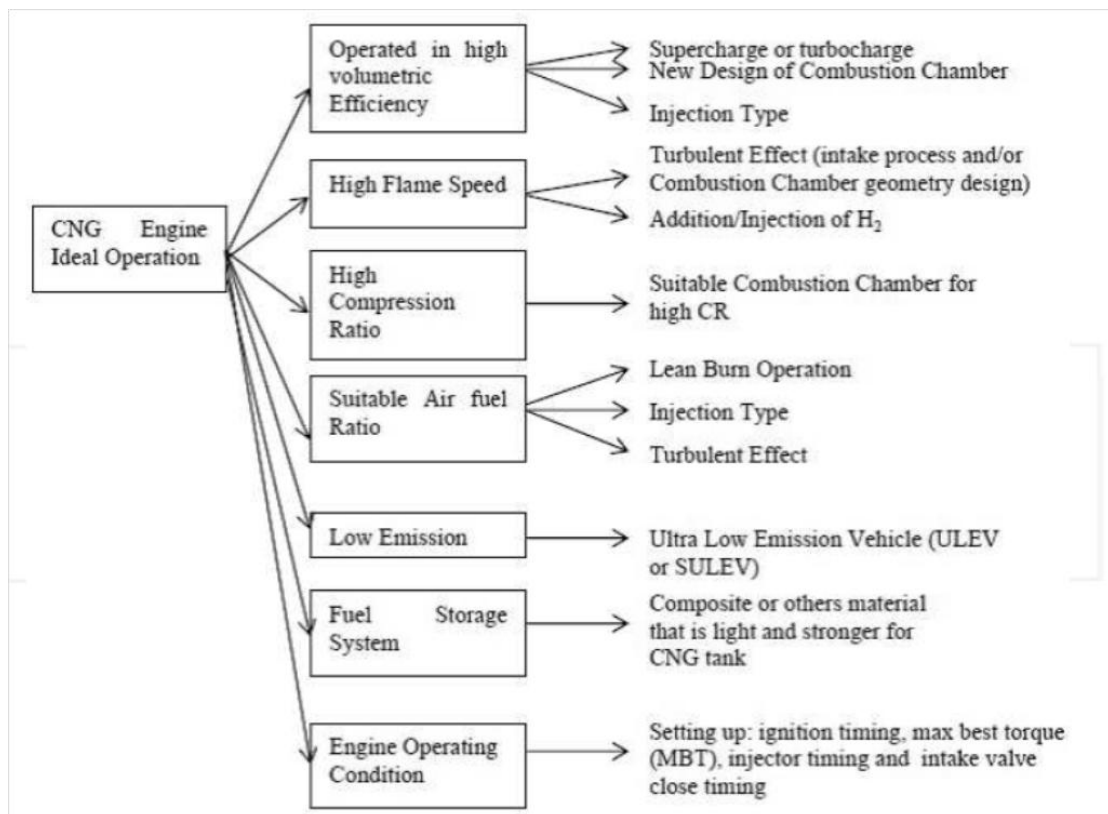 CNG Engine
Ideal Operation
Operated in high
volumetric
Efficiency
Supercharge or turbocharge
New Design of Combustion Chamber
Injection Type
High Flame Speed
Turbulent Effect (intake process and/or
Combustion Chamber geometry design)
Addition/Injection of H₂
High
Compression
Ratio
Suitable Combustion Chamber for
high CR
Suitable Air fuel
Ratio
Lean Burn Operation
Injection Type
Turbulent Effect
Low Emission
Ultra Low Emission Vehicle (ULEV
or SULEV)
Fuel Storage
System
Composite or others material
that is light and stronger for
CNG tank
Engine Operating
Condition
Setting up: ignition timing, max best torque
(MBT), injector timing and intake valve
close timing